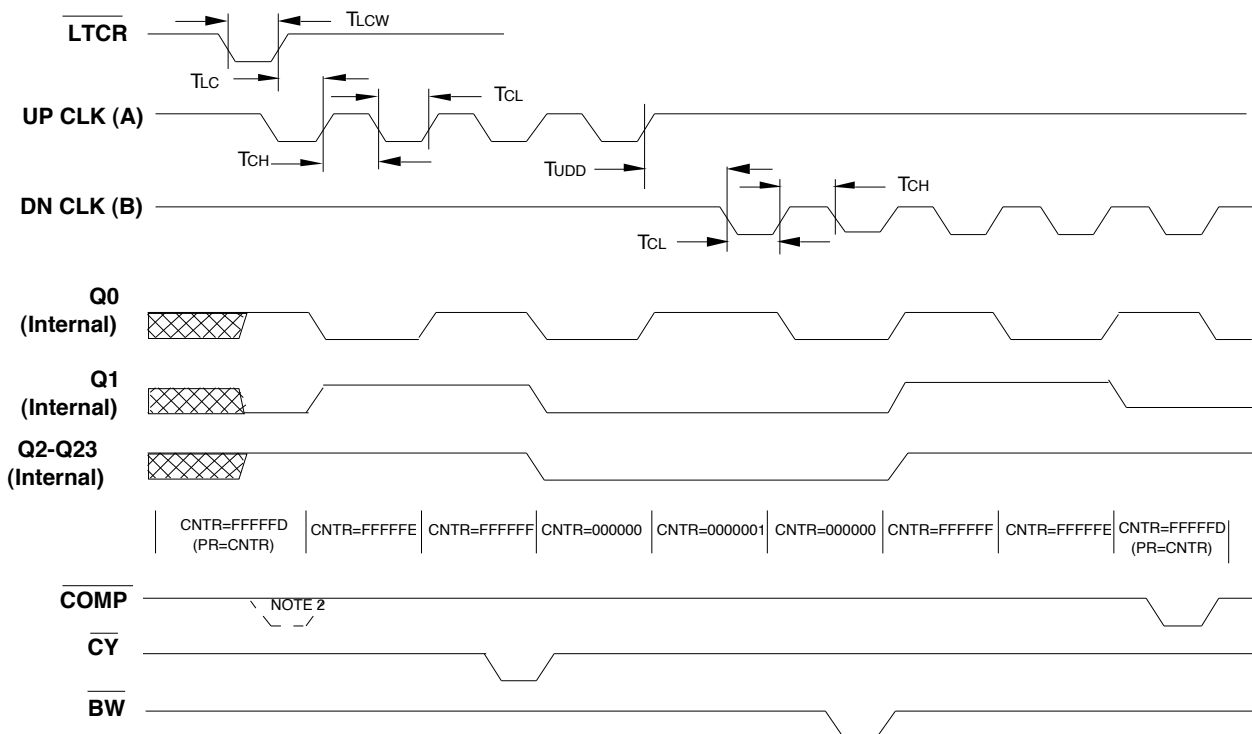 LTCR
TLCW
TLC
UP CLK (A)
TCL
TCH
TUDD
TCH
DN CLK (B)
TCL
Q0
(Internal)
Q1
(Internal)
Q2-Q23
(Internal)
CNTR=FFFFFD
(PR=CNTR)
CNTR=FFFFFE
CNTR=FFFFFF
CNTR=000000
CNTR=0000001
CNTR=000000
CNTR=FFFFFF
CNTR=FFFFFE
CNTR=FFFFFD
(PR=CNTR)
COMP
NOTE 2
CY
BW